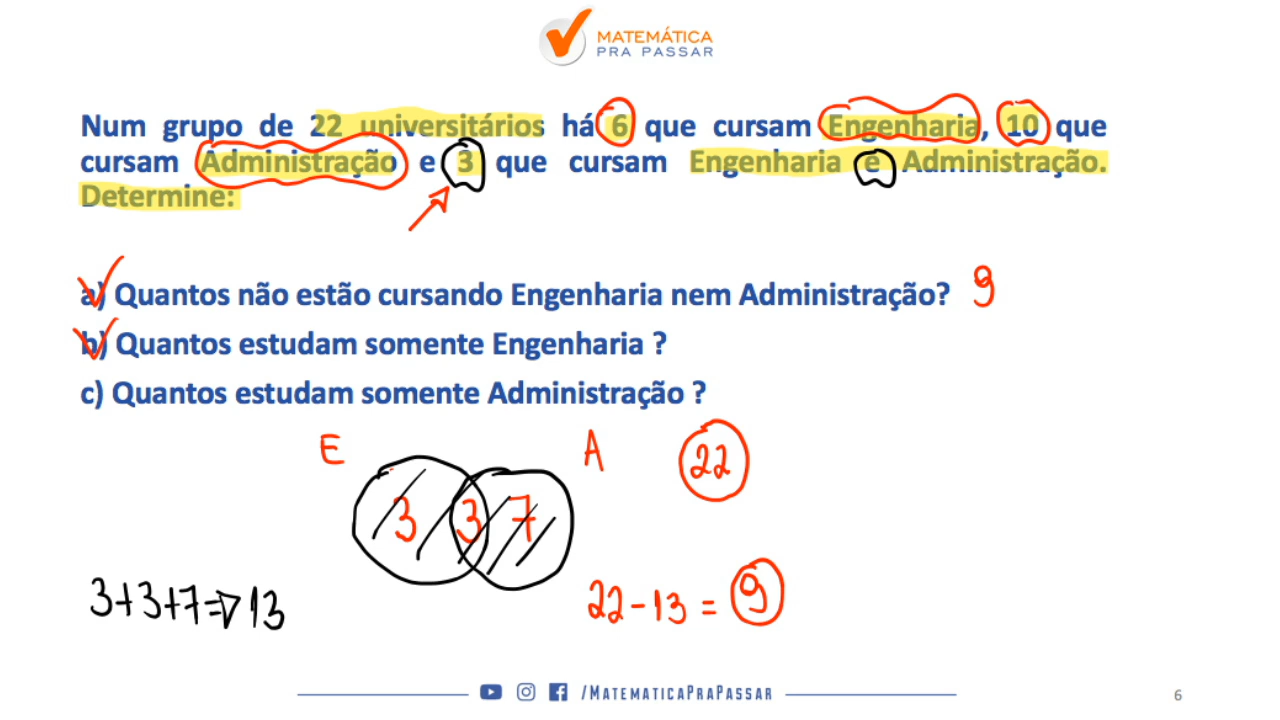 MATEMÁTICA
PRA PASSAR
Num grupo de 22 universitários há 6 que cursam Engenharia, 10 que
cursam Administração e 3 que cursam Engenharia e Administração.
Determine:
a) Quantos não estão cursando Engenharia nem Administração? 9
b) Quantos estudam somente Engenharia ?
c) Quantos estudam somente Administração ?
E A 22
3 3 7
3+3+7=>13
22-13 = 9
/MATEMATICAPRAPASSAR
6